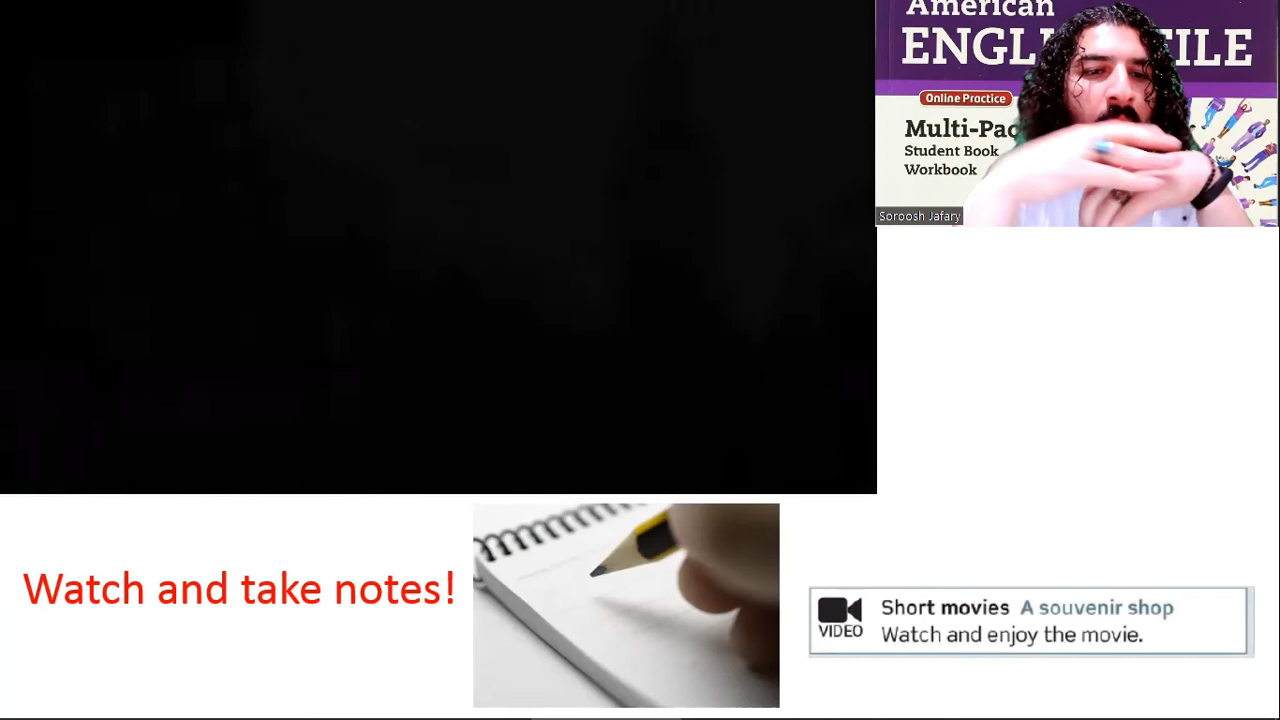 American
ENGL FILE
Online Practice
Multi-Pac
Student Book
Workbook
Soroosh Jafary
Watch and take notes!
VIDEO
Short movies A souvenir shop
Watch and enjoy the movie.